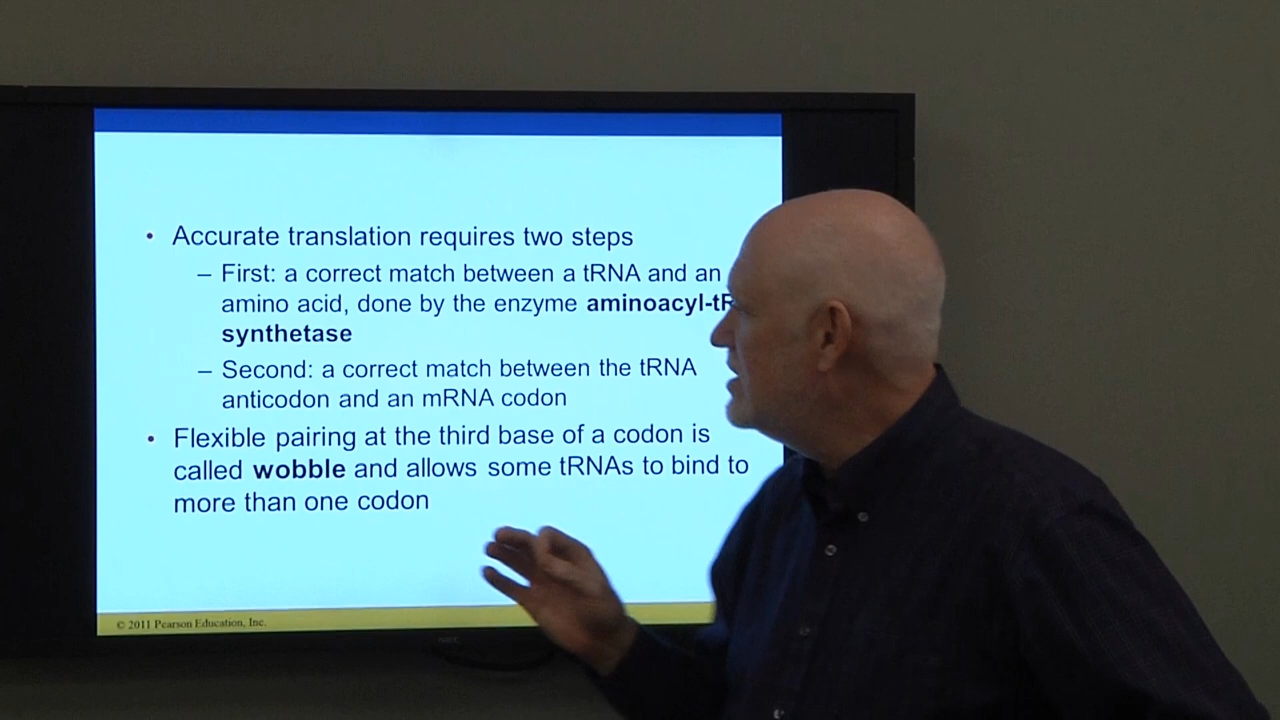 • Accurate translation requires two steps
– First: a correct match between a tRNA and an
amino acid, done by the enzyme aminoacyl-tR
synthetase
– Second: a correct match between the tRNA
anticodon and an mRNA codon
• Flexible pairing at the third base of a codon is
called wobble and allows some tRNAs to bind to
more than one codon
© 2011 Pearson Education, Inc.
NEC